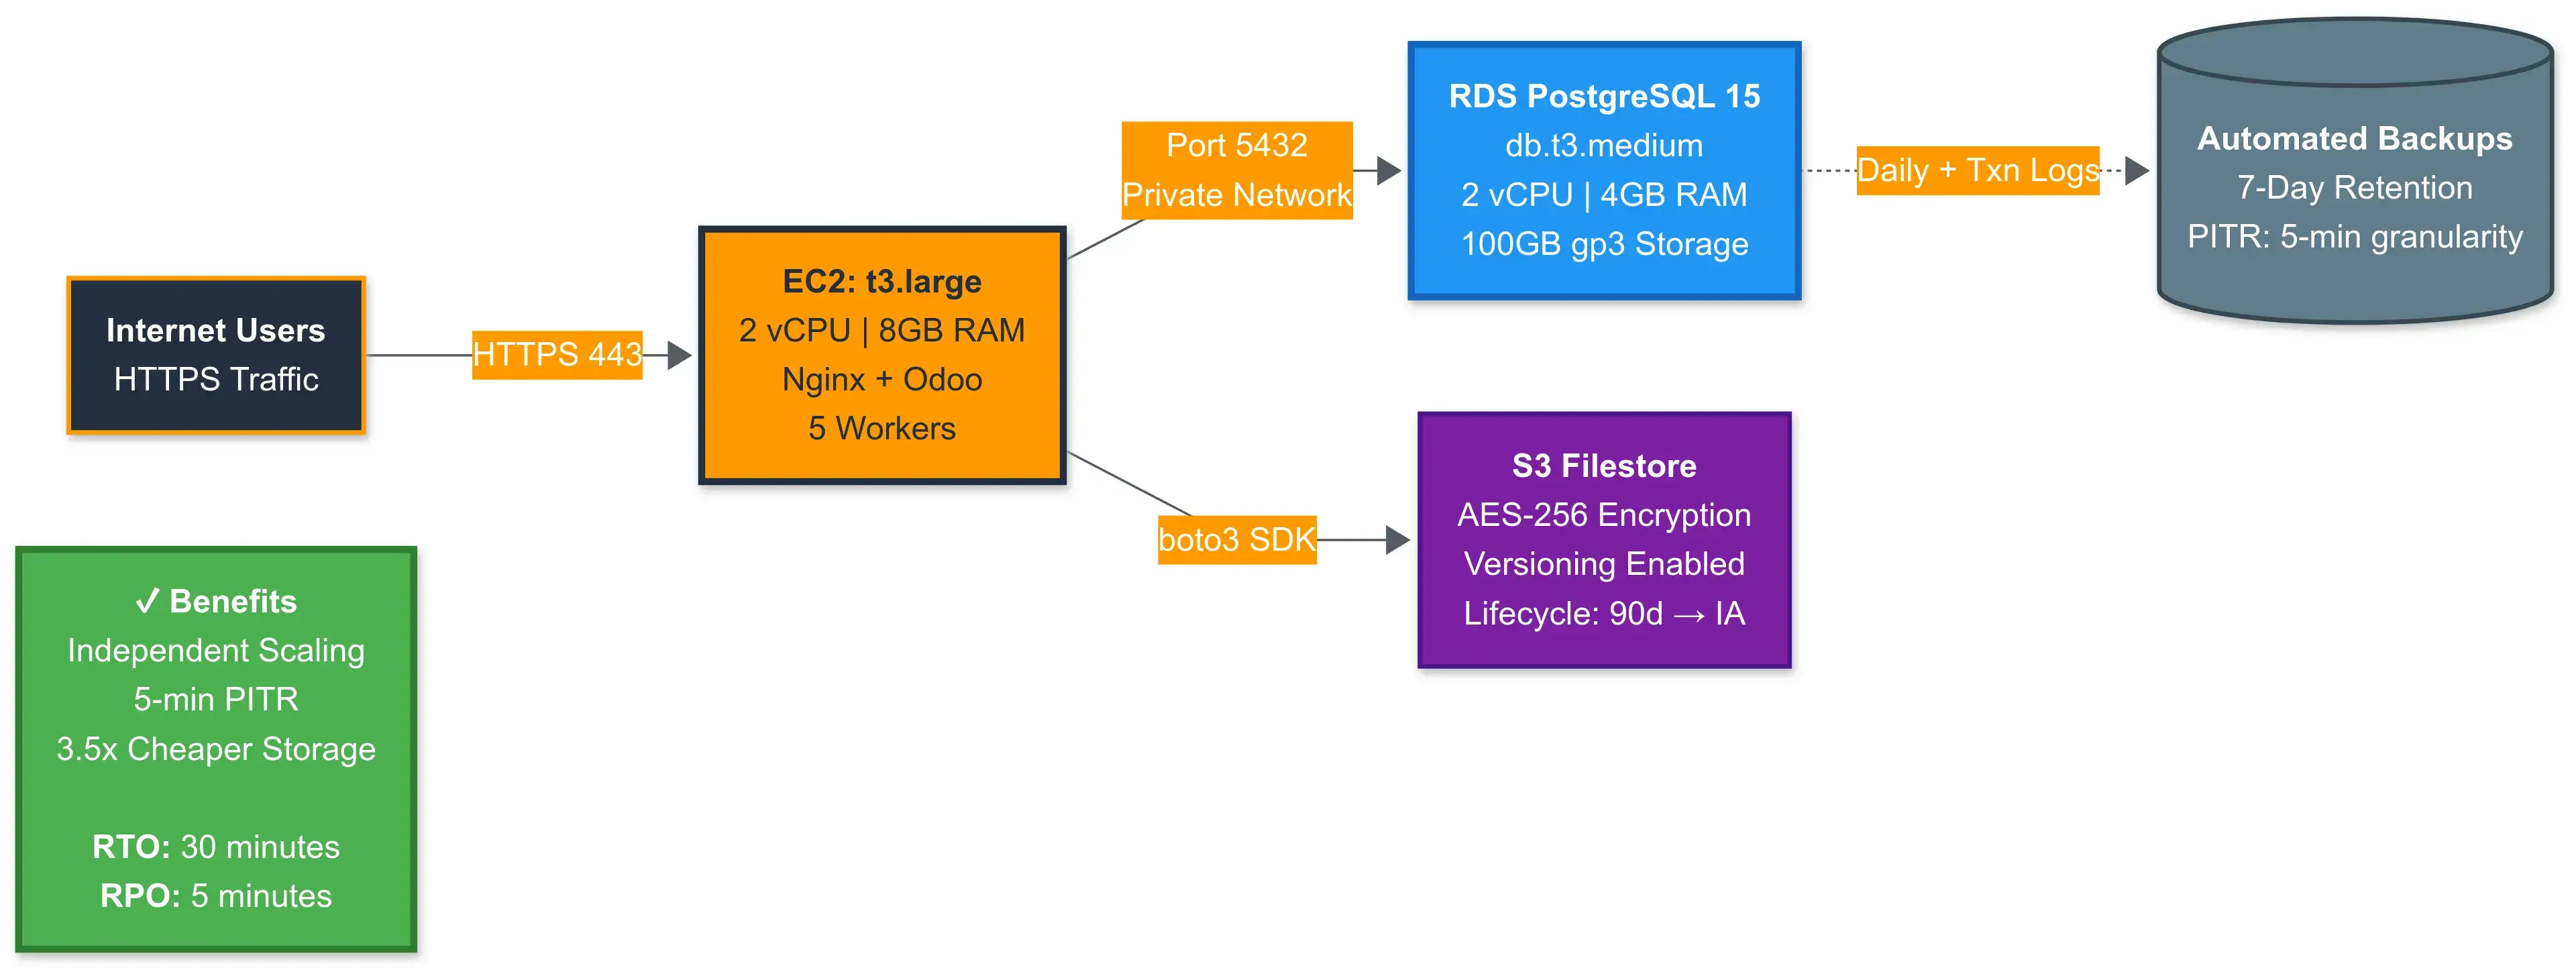 Internet Users
HTTPS Traffic
HTTPS 443
EC2: t3.large
2 vCPU | 8GB RAM
Nginx + Odoo
5 Workers
Port 5432
Private Network
RDS PostgreSQL 15
db.t3.medium
2 vCPU | 4GB RAM
100GB gp3 Storage
Daily + Txn Logs
Automated Backups
7-Day Retention
PITR: 5-min granularity
boto3 SDK
S3 Filestore
AES-256 Encryption
Versioning Enabled
Lifecycle: 90d → IA
✓ Benefits
Independent Scaling
5-min PITR
3.5x Cheaper Storage
RTO: 30 minutes
RPO: 5 minutes